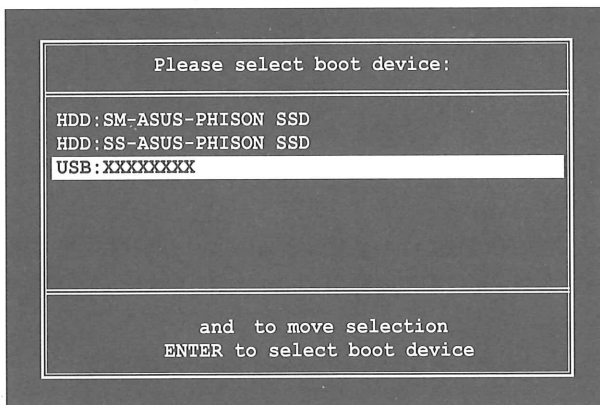 Please select boot device:
HDD:SM-ASUS-PHISON SSD
HDD:SS-ASUS-PHISON SSD
USB:XXXXXXXX
and  to move selection
ENTER to select boot device